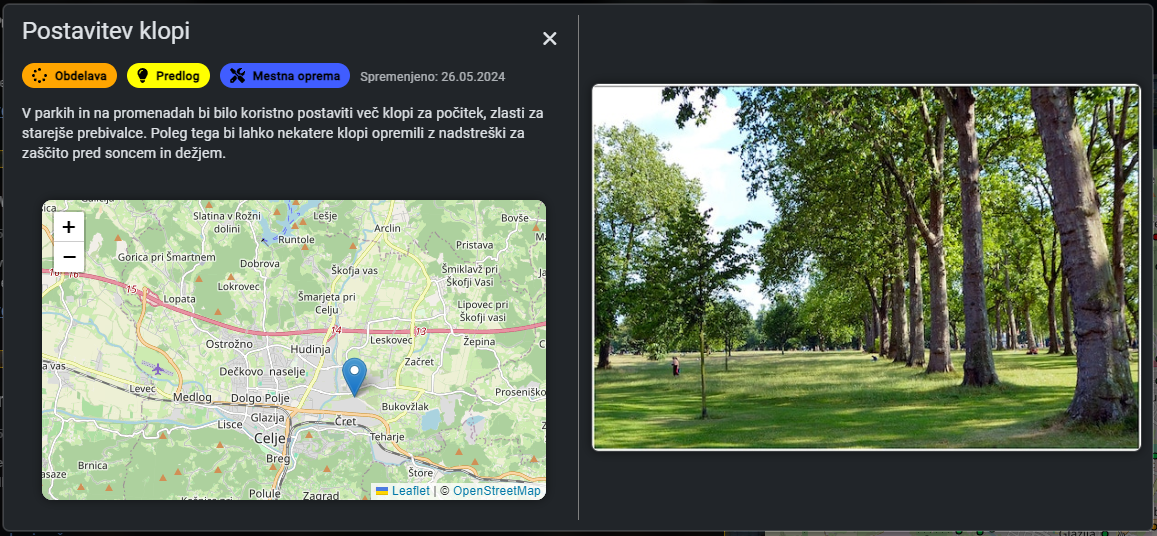 Postavitev klopi
Obdelava
Predlog
Mestna oprema
Spremenjeno: 26.05.2024
V parkih in na promenadah bi bilo koristno postaviti več klopi za počitek, zlasti za
starejše prebivalce. Poleg tega bi lahko nekatere klopi opremili z nadstreški za
zaščito pred soncem in dežjem.
+
−
Slatina v Rožni
dolini
Lešje
Bovše
Arclin
Runtole
Gorica pri Šmartnem
Pristava
Dobrova
Škofja vas
Šmiklavž pri
Škofji Vasi
Lokrovec
15
Lopata
Šmarjeta pri
Celju
Lipovec pri
Škofji vasi
14
13
Ostrožno
Hudinja
Leskovec
Žepina
Začret
Dečkovo naselje
Levec
Medlog
Dolgo Polje
Prosenisko
Bukovžlak
Glazija
Lisce
Čret
Celje
Teharje
Breg
Brnica
Štore
Polule
Zagrad
Leaflet | © OpenStreetMap